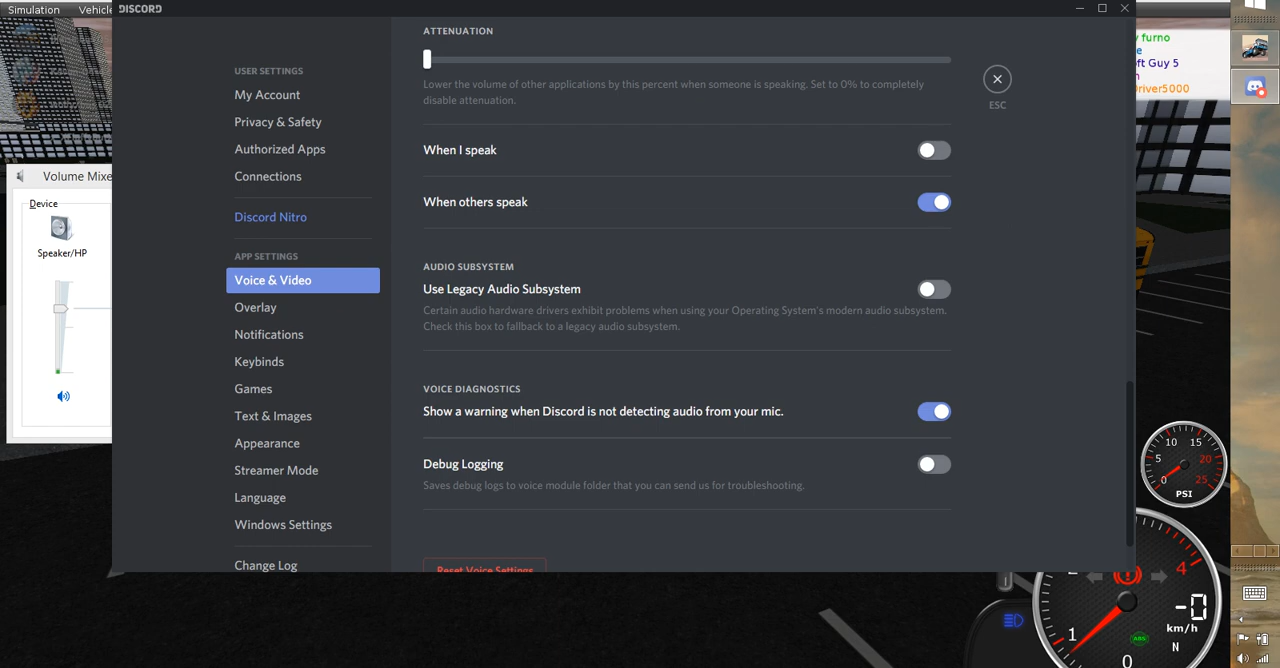 Simulation
DISCORD
USER SETTINGS
My Account
Privacy & Safety
Authorized Apps
Connections
Discord Nitro
APP SETTINGS
Voice & Video
Overlay
Notifications
Keybinds
Games
Text & Images
Appearance
Streamer Mode
Language
Windows Settings
Change Log
ATTENUATION
Lower the volume of other applications by this percent when someone is speaking. Set to 0% to completely
disable attenuation.
When I speak
When others speak
AUDIO SUBSYSTEM
Use Legacy Audio Subsystem
Certain audio hardware drivers exhibit problems when using your Operating System's modern audio subsystem.
Check this box to fallback to a legacy audio subsystem.
VOICE DIAGNOSTICS
Show a warning when Discord is not detecting audio from your mic.
Debug Logging
Saves debug logs to voice module folder that you can send us for troubleshooting.
Reset Voice Settings
ESC
Volume Mixe
Device
Speaker/HP
y furno
e
oft Guy 5
Driver5000
0 5 10 15 20 25
PSI
4
-0
km/h
ABS
N
1
0